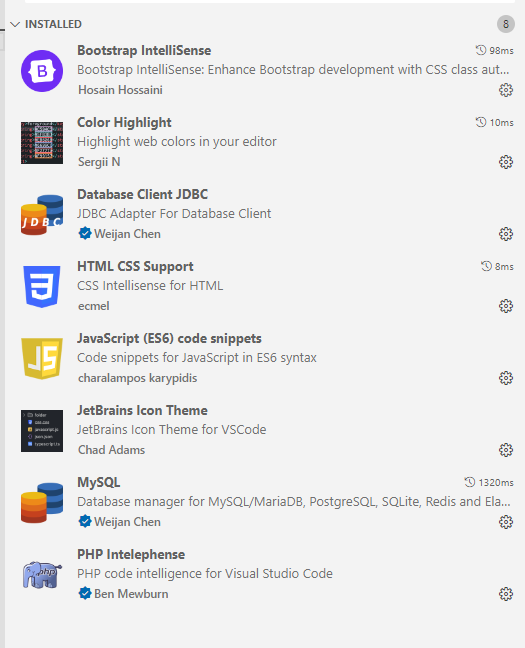 INSTALLED 8
Bootstrap IntelliSense 98ms
Bootstrap IntelliSense: Enhance Bootstrap development with CSS class aut...
Hosain Hossaini
Color Highlight 10ms
Highlight web colors in your editor
Sergii N
Database Client JDBC
JDBC Adapter For Database Client
JDBC
Weijan Chen
HTML CSS Support 8ms
CSS Intellisense for HTML
ecmel
JavaScript (ES6) code snippets
Code snippets for JavaScript in ES6 syntax
JS
charalampos karypidis
JetBrains Icon Theme
JetBrains Icon Theme for VSCode
Chad Adams
MySQL 1320ms
Database manager for MySQL/MariaDB, PostgreSQL, SQLite, Redis and Ela...
Weijan Chen
PHP Intelephense
PHP code intelligence for Visual Studio Code
php
Ben Mewburn